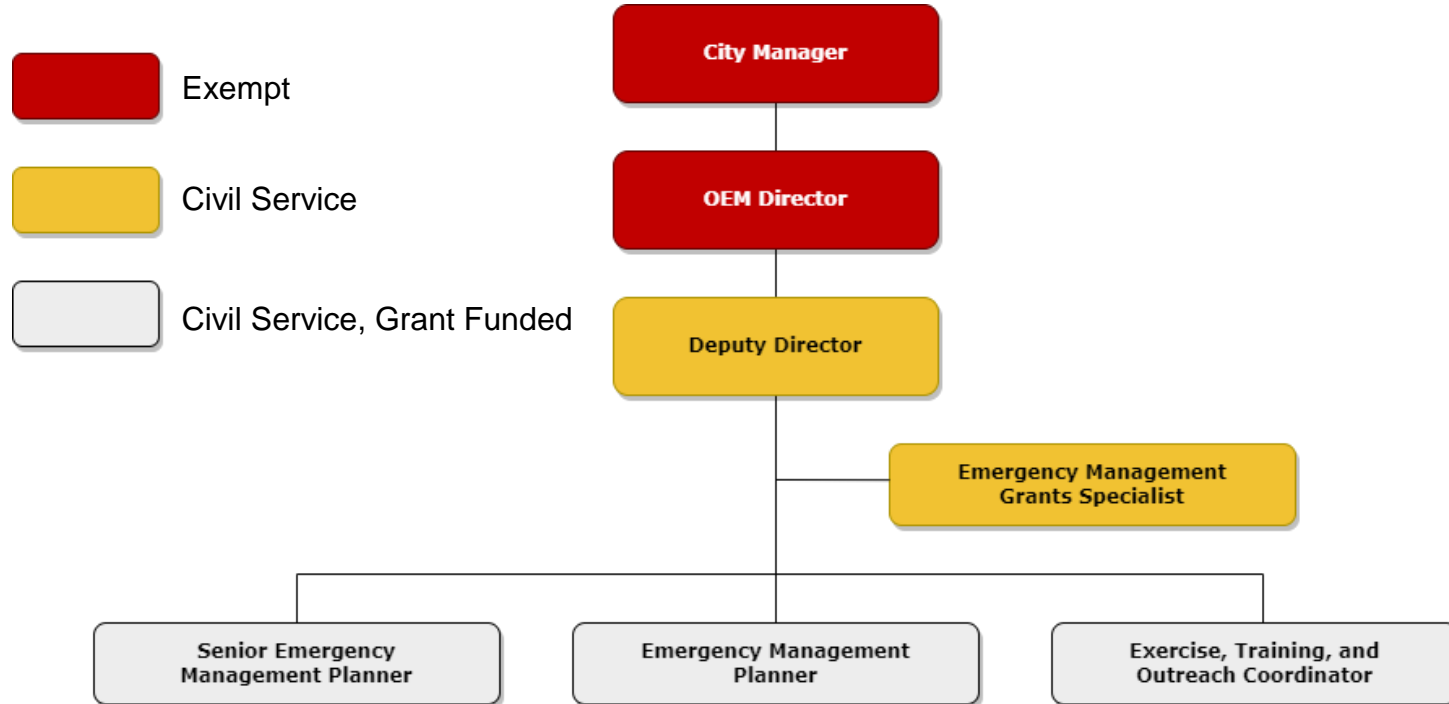 Exempt
Civil Service
Civil Service, Grant Funded
City Manager
OEM Director
Deputy Director
Emergency Management
Grants Specialist
Senior Emergency
Management Planner
Emergency Management
Planner
Exercise, Training, and
Outreach Coordinator